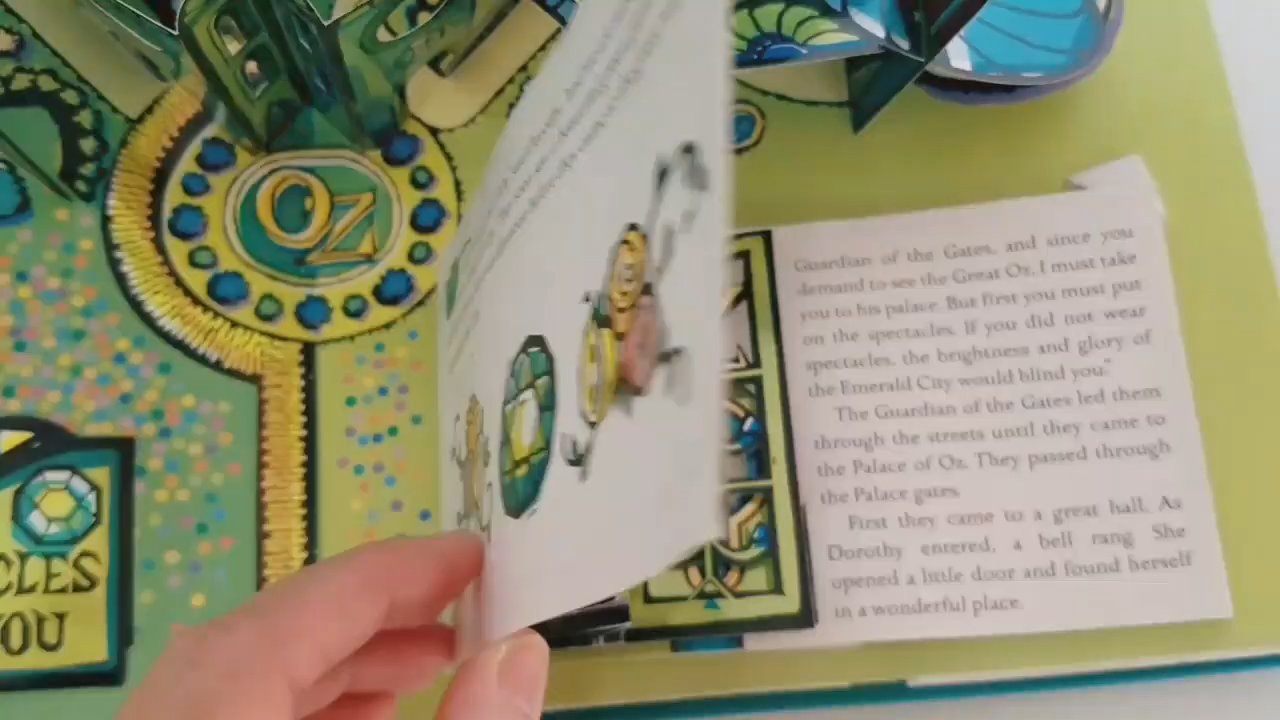 OZ
CLES
YOU
Guardian of the Gates, and since you
demand to see the Great Oz, I must take
you to his palace. But first you must put
on the spectacles. If you did not wear
spectacles, the brightness and glory of
the Emerald City would blind you."
The Guardian of the Gates led them
through the streets until they came to
the Palace of Oz. They passed through
the Palace gates.
First they came to a great hall. As
Dorothy entered, a bell rang. She
opened a little door and found herself
in a wonderful place.